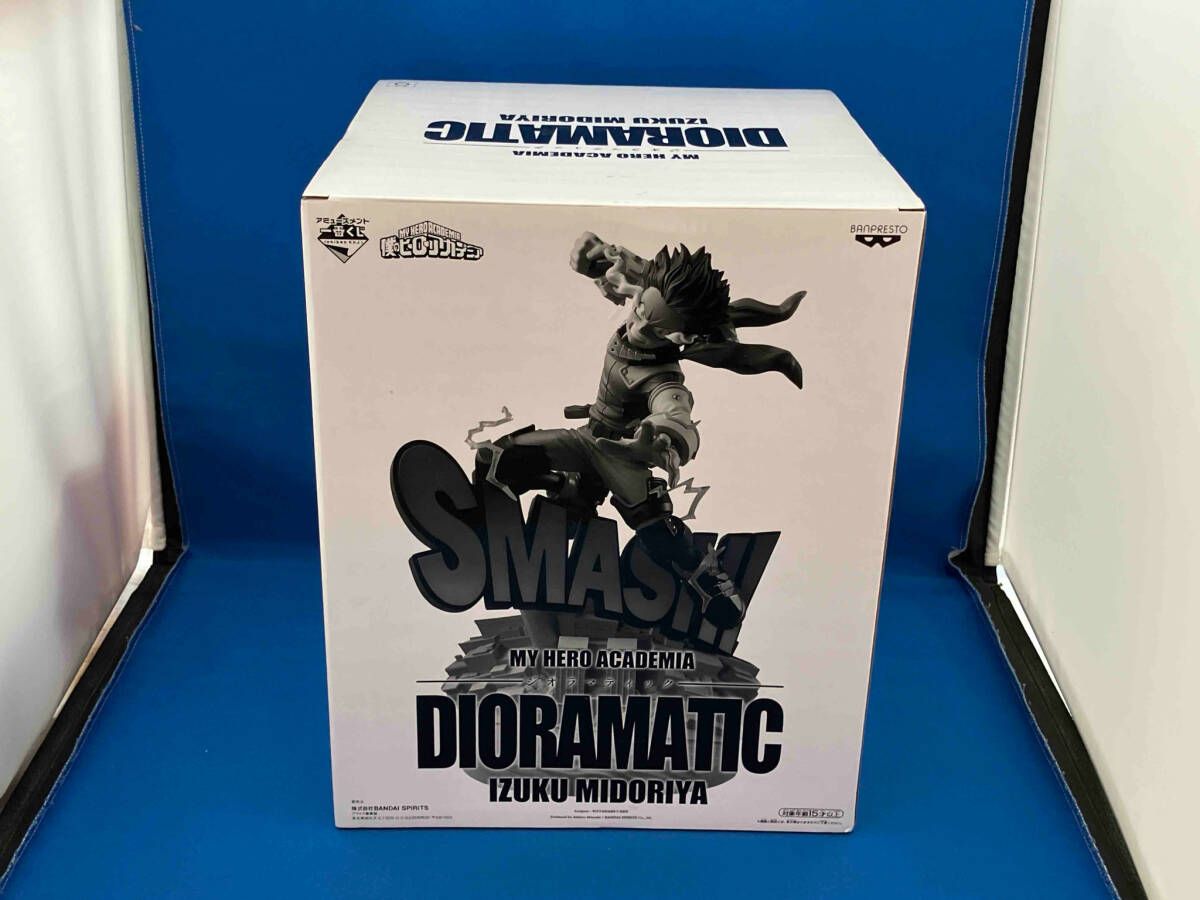 MY HERO ACADEMIA
DIORAMATIC
IZUKU MIDORIYA
アミューズメント
一番くじ
MY HERO ACADEMIA
僕のヒーローアカデミア
BANPRESTO
SMASH!!
MY HERO ACADEMIA
ジオラマティック
DIORAMATIC
IZUKU MIDORIYA
株式会社BANDAI SPIRITS
対象年齢15才以上